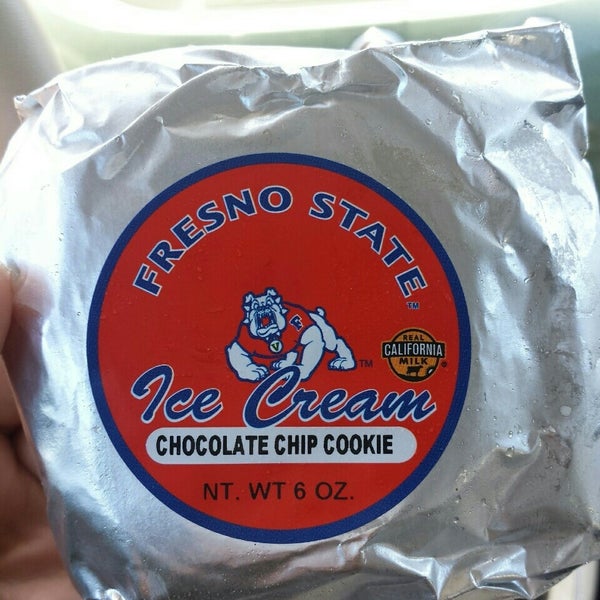 FRESNO STATE
TM
F
V
TM
REAL
CALIFORNIA
MILK
®
Ice Cream
CHOCOLATE CHIP COOKIE
NT. WT 6 OZ.